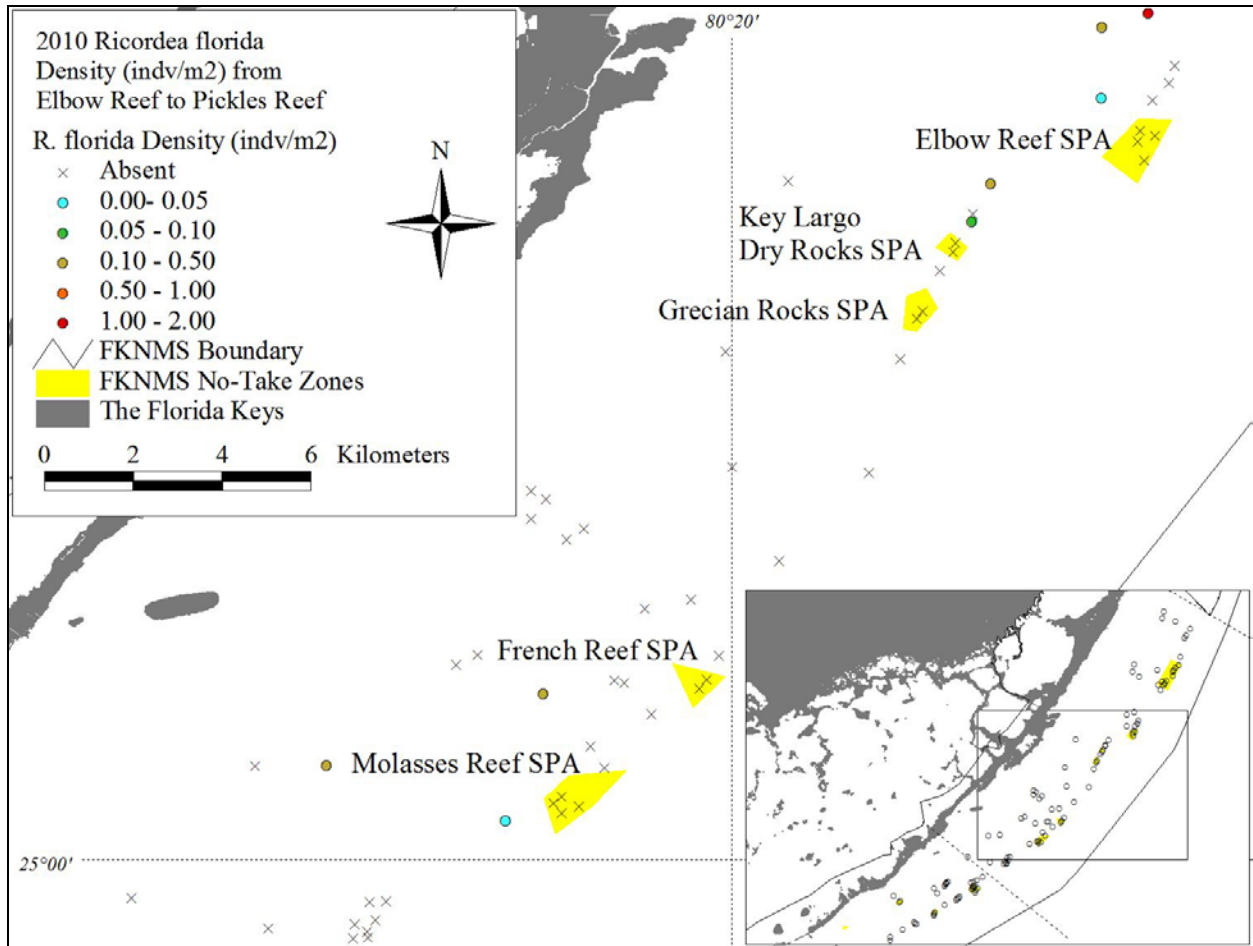 2010 Ricordea florida
Density (indv/m2) from
Elbow Reef to Pickles Reef
R. florida Density (indv/m2)
Absent
0.00- 0.05
0.05 - 0.10
0.10 - 0.50
0.50 - 1.00
1.00 - 2.00
FKNMS Boundary
FKNMS No-Take Zones
The Florida Keys
0 2 4 6 Kilometers
N
80°20'
Elbow Reef SPA
Key Largo
Dry Rocks SPA
Grecian Rocks SPA
French Reef SPA
Molasses Reef SPA
25°00'